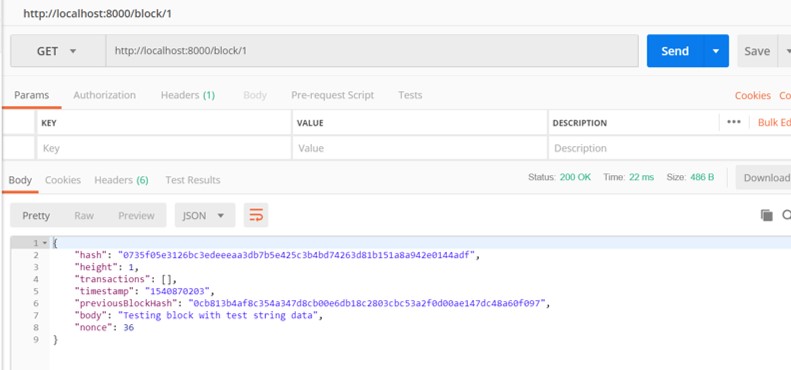 http://localhost:8000/block/1
GET http://localhost:8000/block/1 Send Save
Params Authorization Headers (1) Body Pre-request Script Tests Cookies Co
KEY VALUE DESCRIPTION ••• Bulk Ed
Key Value Description
Body Cookies Headers (6) Test Results Status: 200 OK Time: 22 ms Size: 486 B Download
Pretty Raw Preview JSON
1 {
2 "hash": "0735f05e3126bc3edeeeaa3db7b5e425c3b4bd74263d81b151a8a942e0144adf",
3 "height": 1,
4 "transactions": [],
5 "timestamp": "1540870203",
6 "previousBlockHash": "0cb813b4af8c354a347d8cb00e6db18c2803cbc53a2f0d00ae147dc48a60f097",
7 "body": "Testing block with test string data",
8 "nonce": 36
9 }